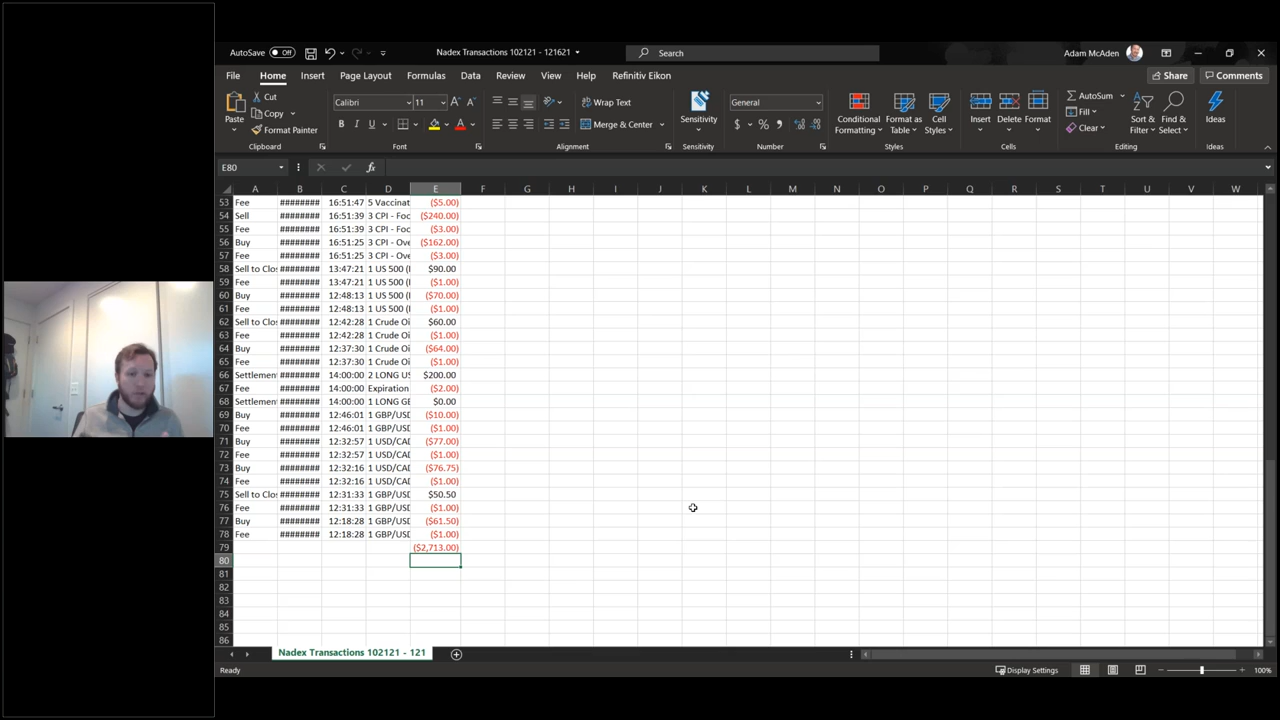 AutoSave Off Nadex Transactions 102121 - 121621 Search Adam McAden
File Home Insert Page Layout Formulas Data Review View Help Refinitiv Eikon Share Comments
Paste Cut Copy Format Painter Calibri 11 Wrap Text Merge & Center General Sensitivity Conditional Formatting Format as Table Cell Styles Insert Delete Format AutoSum Fill Clear Sort & Filter Find & Select Ideas
Clipboard Font Alignment Sensitivity Number Styles Cells Editing Ideas
E80 fx
A B C D E F G H I J K L M N O P Q R S T U V W
53 Fee ######## 16:51:47 5 Vaccinat ($5.00)
54 Sell ######## 16:51:39 3 CPI - Foo ($240.00)
55 Fee ######## 16:51:39 3 CPI - Foo ($3.00)
56 Buy ######## 16:51:25 3 CPI - Ove ($162.00)
57 Fee ######## 16:51:25 3 CPI - Ove ($3.00)
58 Sell to Clos ######## 13:47:21 1 US 500 ( $90.00
59 Fee ######## 13:47:21 1 US 500 ( ($1.00)
60 Buy ######## 12:48:13 1 US 500 ( ($70.00)
61 Fee ######## 12:48:13 1 US 500 ( ($1.00)
62 Sell to Clos ######## 12:42:28 1 Crude Oi $60.00
63 Fee ######## 12:42:28 1 Crude Oi ($1.00)
64 Buy ######## 12:37:30 1 Crude Oi ($64.00)
65 Fee ######## 12:37:30 1 Crude Oi ($1.00)
66 Settlement ######## 14:00:00 2 LONG US $200.00
67 Fee ######## 14:00:00 Expiration ($2.00)
68 Settlement ######## 14:00:00 1 LONG GE $0.00
69 Buy ######## 12:46:01 1 GBP/USD ($10.00)
70 Fee ######## 12:46:01 1 GBP/USD ($1.00)
71 Buy ######## 12:32:57 1 USD/CAD ($77.00)
72 Fee ######## 12:32:57 1 USD/CAD ($1.00)
73 Buy ######## 12:32:16 1 USD/CAD ($76.75)
74 Fee ######## 12:32:16 1 USD/CAD ($1.00)
75 Sell to Clos ######## 12:31:33 1 GBP/USD $50.50
76 Fee ######## 12:31:33 1 GBP/USD ($1.00)
77 Buy ######## 12:18:28 1 GBP/USD ($61.50)
78 Fee ######## 12:18:28 1 GBP/USD ($1.00)
79 ($2,713.00)
80
81
82
83
84
85
86
Nadex Transactions 102121 - 121
Ready Display Settings 100%